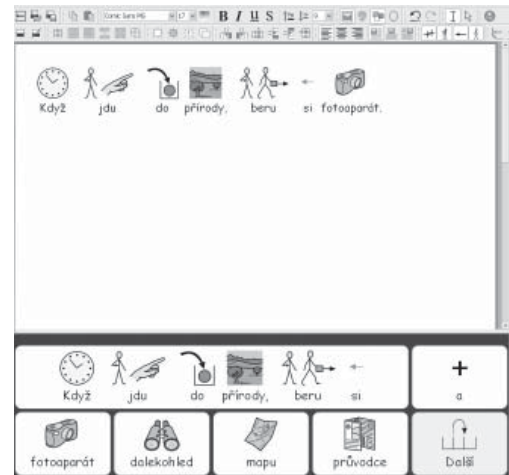 B I U S
Když jdu do přírody, beru si fotoaparát.
Když jdu do přírody, beru si
a
fotoaparát dalekohled mapu průvodce Další